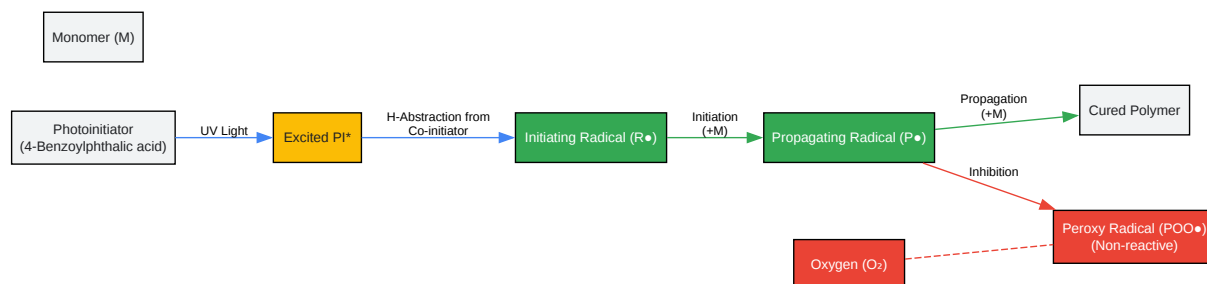 Monomer (M)
Photoinitiator
(4-Benzoylphthalic acid)
UV Light
Excited PI*
H-Abstraction from
Co-initiator
Initiating Radical (R●)
Initiation
(+M)
Propagating Radical (P●)
Propagation
(+M)
Cured Polymer
Inhibition
Peroxy Radical (POO●)
(Non-reactive)
Oxygen (O₂)